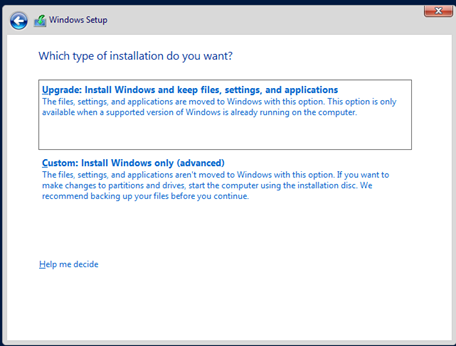 Windows Setup
Which type of installation do you want?
Upgrade: Install Windows and keep files, settings, and applications
The files, settings, and applications are moved to Windows with this option. This option is only
available when a supported version of Windows is already running on the computer.
Custom: Install Windows only (advanced)
The files, settings, and applications aren't moved to Windows with this option. If you want to
make changes to partitions and drives, start the computer using the installation disc. We
recommend backing up your files before you continue.
Help me decide